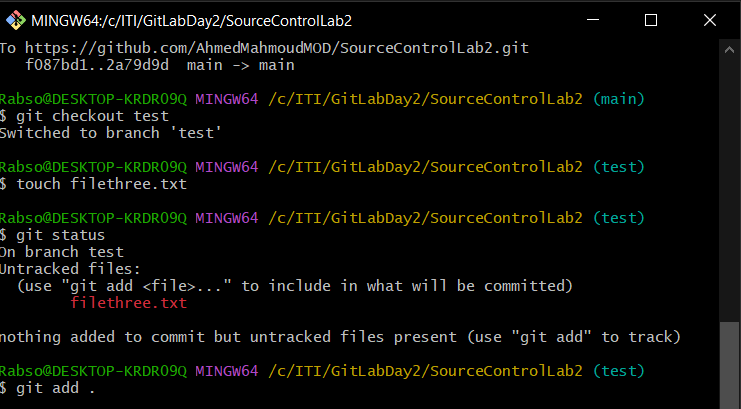 MINGW64:/c/ITI/GitLabDay2/SourceControlLab2
To https://github.com/AhmedMahmoudMOD/SourceControlLab2.git
   f087bd1..2a79d9d  main -> main

Rabso@DESKTOP-KRDR09Q MINGW64 /c/ITI/GitLabDay2/SourceControlLab2 (main)
$ git checkout test
Switched to branch 'test'

Rabso@DESKTOP-KRDR09Q MINGW64 /c/ITI/GitLabDay2/SourceControlLab2 (test)
$ touch filethree.txt

Rabso@DESKTOP-KRDR09Q MINGW64 /c/ITI/GitLabDay2/SourceControlLab2 (test)
$ git status
On branch test
Untracked files:
  (use "git add <file>..." to include in what will be committed)
        filethree.txt

nothing added to commit but untracked files present (use "git add" to track)

Rabso@DESKTOP-KRDR09Q MINGW64 /c/ITI/GitLabDay2/SourceControlLab2 (test)
$ git add .